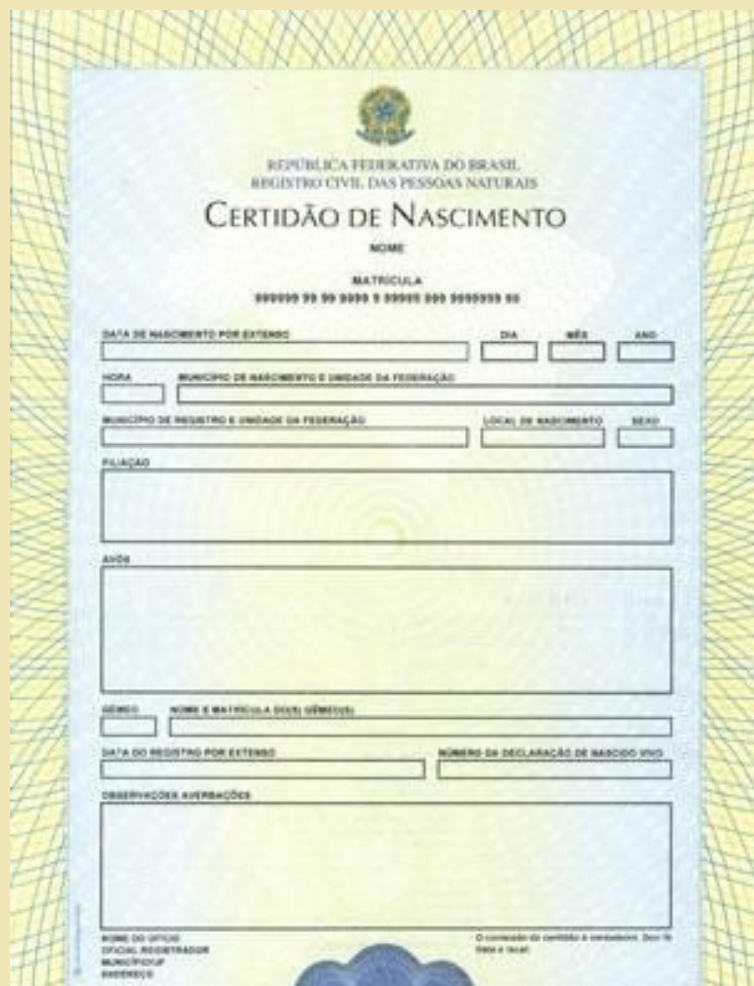 REPÚBLICA FEDERATIVA DO BRASIL
REGISTRO CIVIL DAS PESSOAS NATURAIS
CERTIDÃO DE NASCIMENTO
NOME
MATRÍCULA
999999 99 99 9999 9 99999 999 9999999 99
DATA DE NASCIMENTO POR EXTENSO DIA MÊS ANO
HORA MUNICÍPIO DE NASCIMENTO E UNIDADE DA FEDERAÇÃO
MUNICÍPIO DE REGISTRO E UNIDADE DA FEDERAÇÃO LOCAL DE NASCIMENTO SEXO
FILIAÇÃO
AVÓS
GÊMEO NOME E MATRÍCULA DO(S) GÊMEO(S)
DATA DO REGISTRO POR EXTENSO NÚMERO DA DECLARAÇÃO DE NASCIDO VIVO
OBSERVAÇÕES AVERBAÇÕES
NOME DO OFÍCIO O conteúdo da certidão é verdadeiro. Dou fé
OFICIAL REGISTRADOR Data e local:
MUNICÍPIO/UF
ENDEREÇO